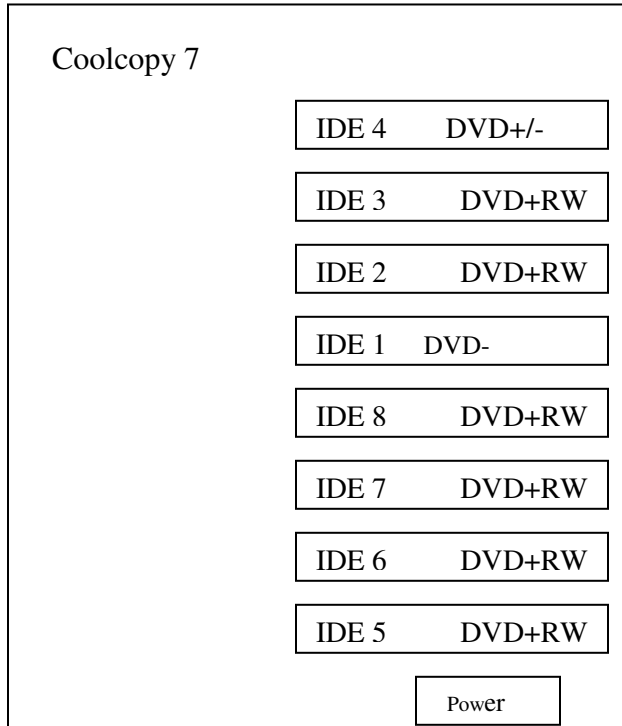 Coolcopy 7
IDE 4 DVD+/-
IDE 3 DVD+RW
IDE 2 DVD+RW
IDE 1 DVD-
IDE 8 DVD+RW
IDE 7 DVD+RW
IDE 6 DVD+RW
IDE 5 DVD+RW
Power